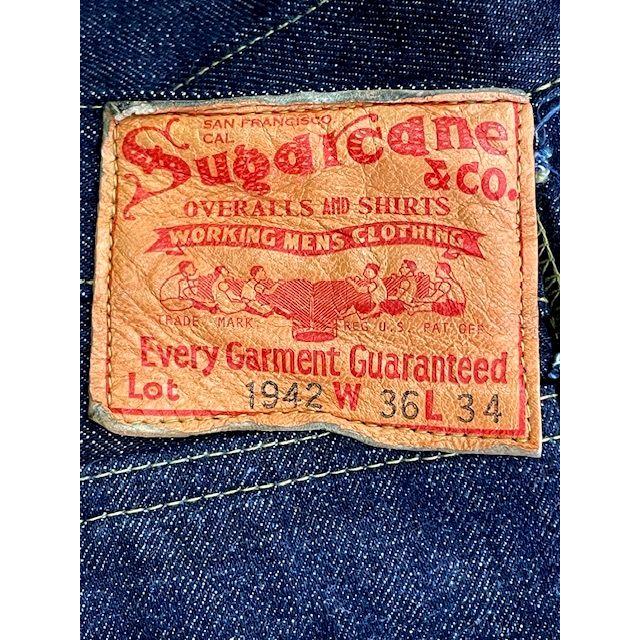 SAN FRANCISCO
CAL
Sugarcane
& CO.
OVERALLS AND SHIRTS
WORKING MENS CLOTHING
TRADE MARK REG U.S. PAT OFF
Every Garment Guaranteed
Lot 1942 W 36 L 34